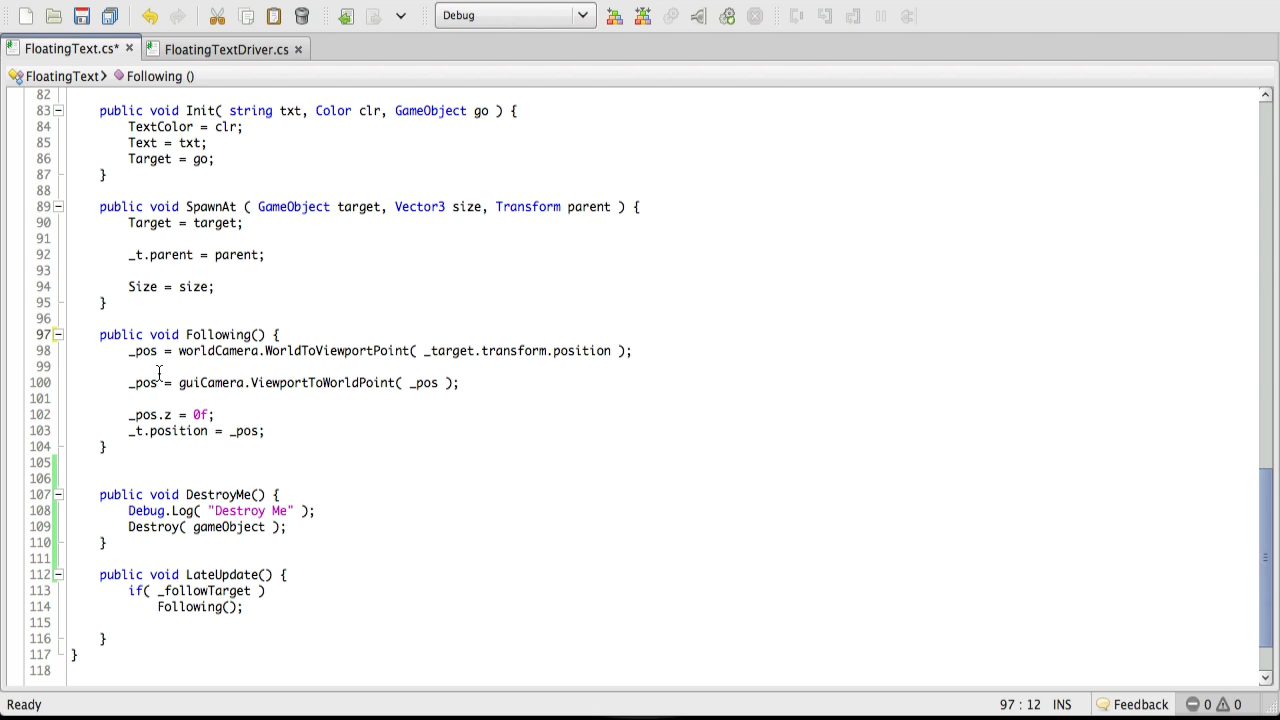 Debug
FloatingText.cs* ×
FloatingTextDriver.cs ×
FloatingText
Following ()
82
83 public void Init( string txt, Color clr, GameObject go ) {
84 TextColor = clr;
85 Text = txt;
86 Target = go;
87 }
88
89 public void SpawnAt ( GameObject target, Vector3 size, Transform parent ) {
90 Target = target;
91
92 _t.parent = parent;
93
94 Size = size;
95 }
96
97 public void Following() {
98 _pos = worldCamera.WorldToViewportPoint( _target.transform.position );
99
100 _pos = guiCamera.ViewportToWorldPoint( _pos );
101
102 _pos.z = 0f;
103 _t.position = _pos;
104 }
105
106
107 public void DestroyMe() {
108 Debug.Log( "Destroy Me" );
109 Destroy( gameObject );
110 }
111
112 public void LateUpdate() {
113 if( _followTarget )
114 Following();
115
116 }
117 }
118
Ready 97 : 12 INS Feedback 0 0